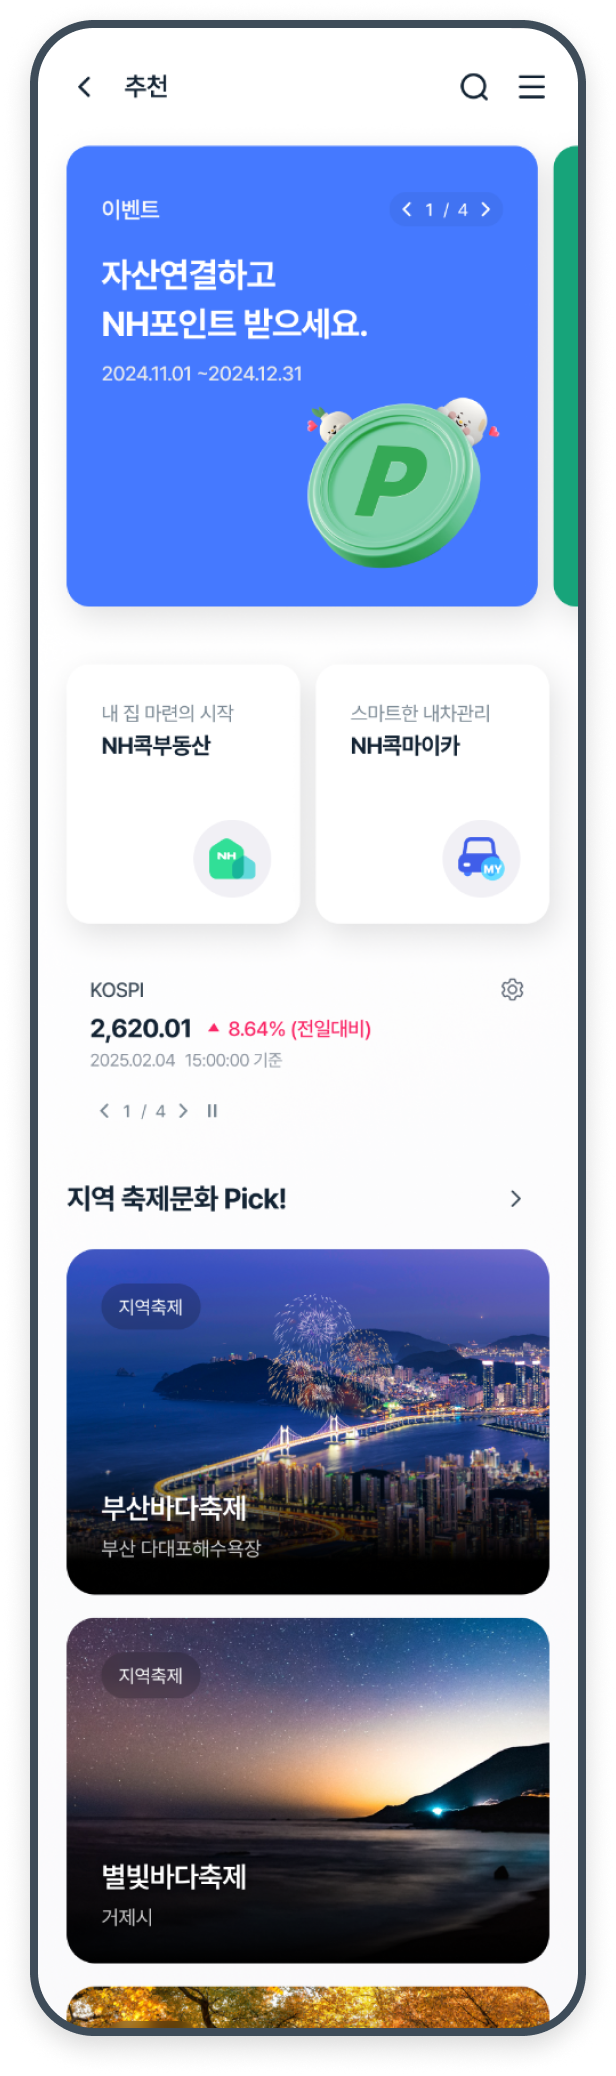 추천
이벤트
1 / 4
자산연결하고
NH포인트 받으세요.
2024.11.01 ~2024.12.31
P
내 집 마련의 시작
NH콕부동산
NH
스마트한 내차관리
NH콕마이카
MY
KOSPI
2,620.01 ▲ 8.64% (전일대비)
2025.02.04 15:00:00 기준
1 / 4
지역 축제문화 Pick!
지역축제
부산바다축제
부산 다대포해수욕장
지역축제
별빛바다축제
거제시